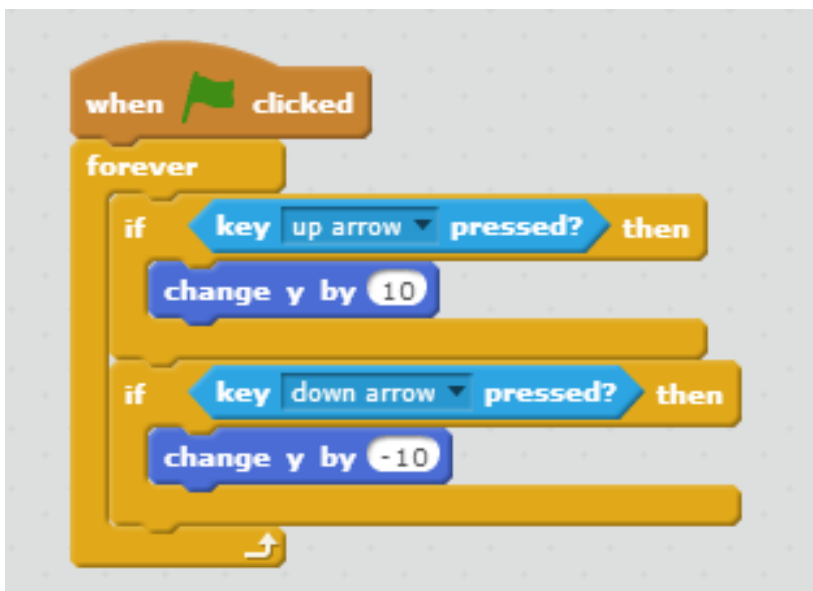 when clicked
forever
if key up arrow pressed? then
change y by 10
if key down arrow pressed? then
change y by -10